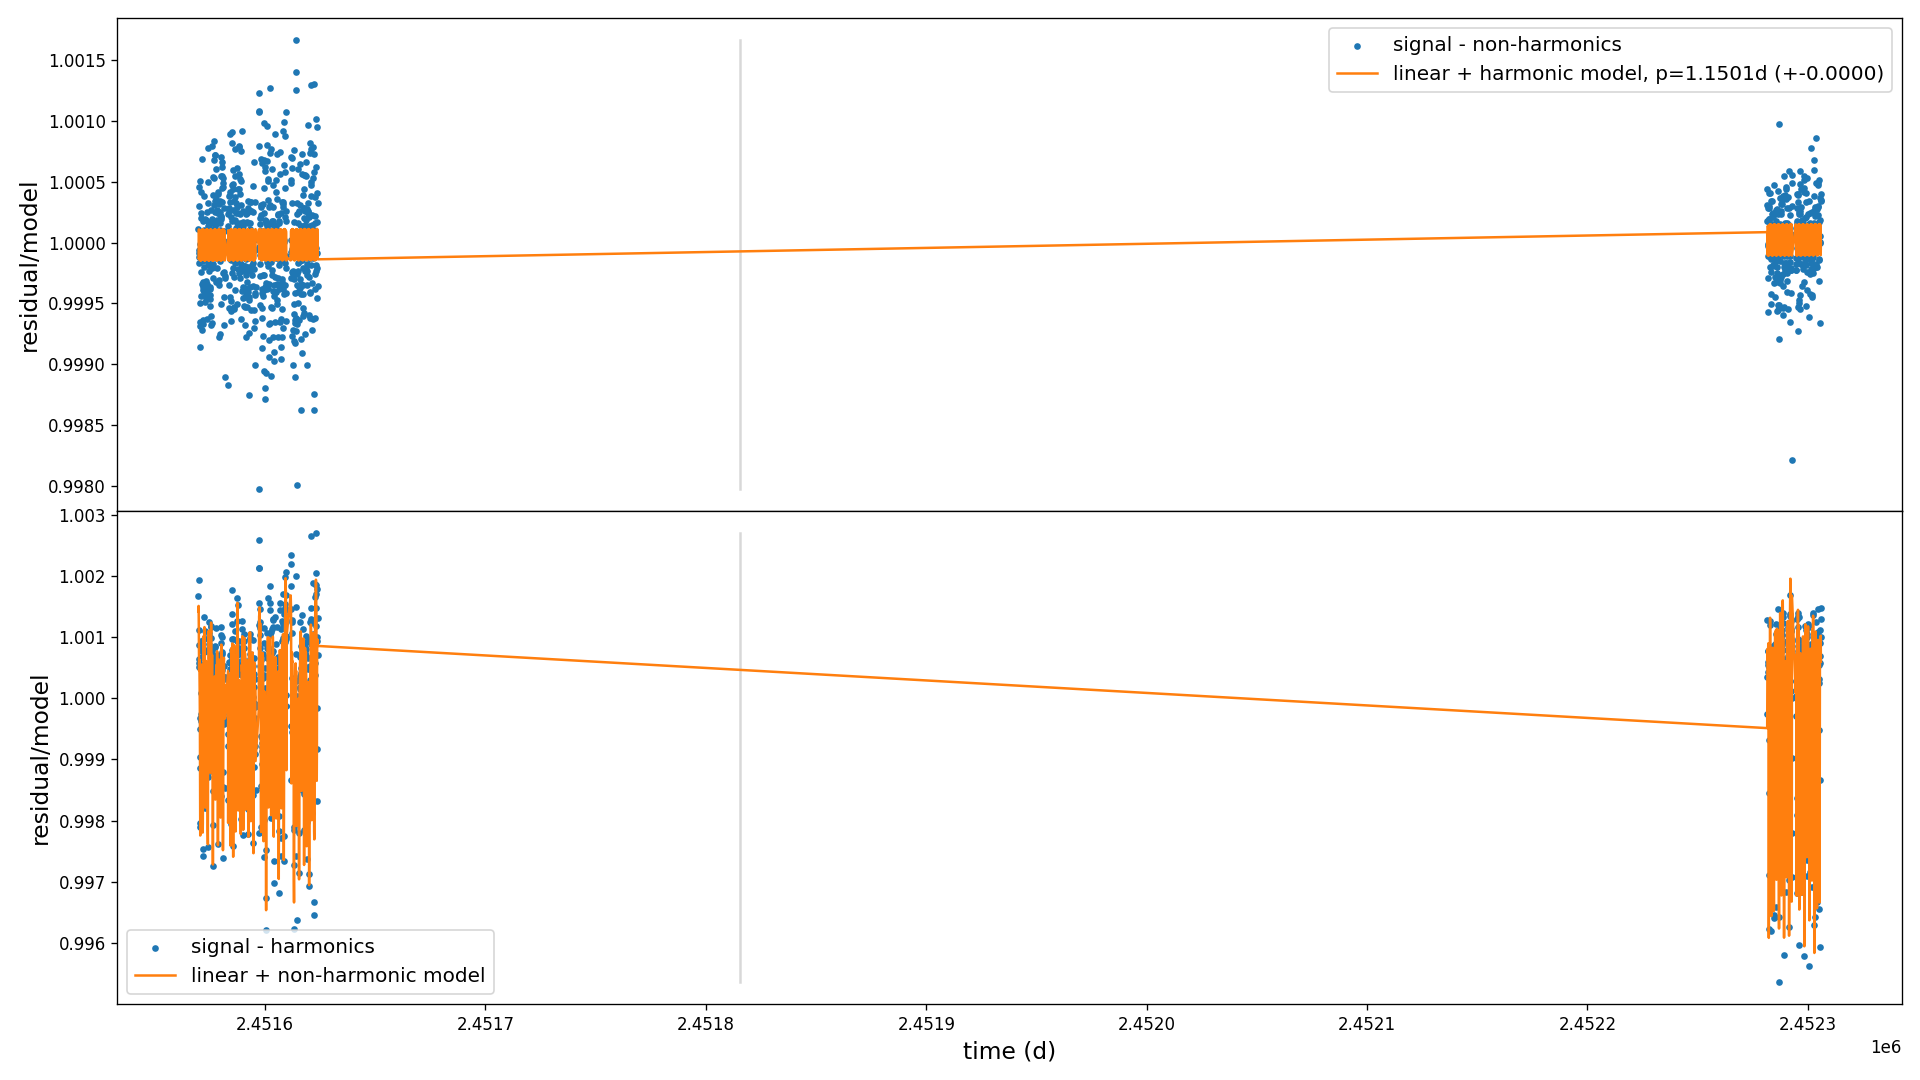 1.0015
1.0010
1.0005
1.0000
0.9995
0.9990
0.9985
0.9980
residual/model
signal - non-harmonics
linear + harmonic model, p=1.1501d (+-0.0000)
1.003
1.002
1.001
1.000
0.999
0.998
0.997
0.996
residual/model
signal - harmonics
linear + non-harmonic model
2.4516 2.4517 2.4518 2.4519 2.4520 2.4521 2.4522 2.4523
1e6
time (d)